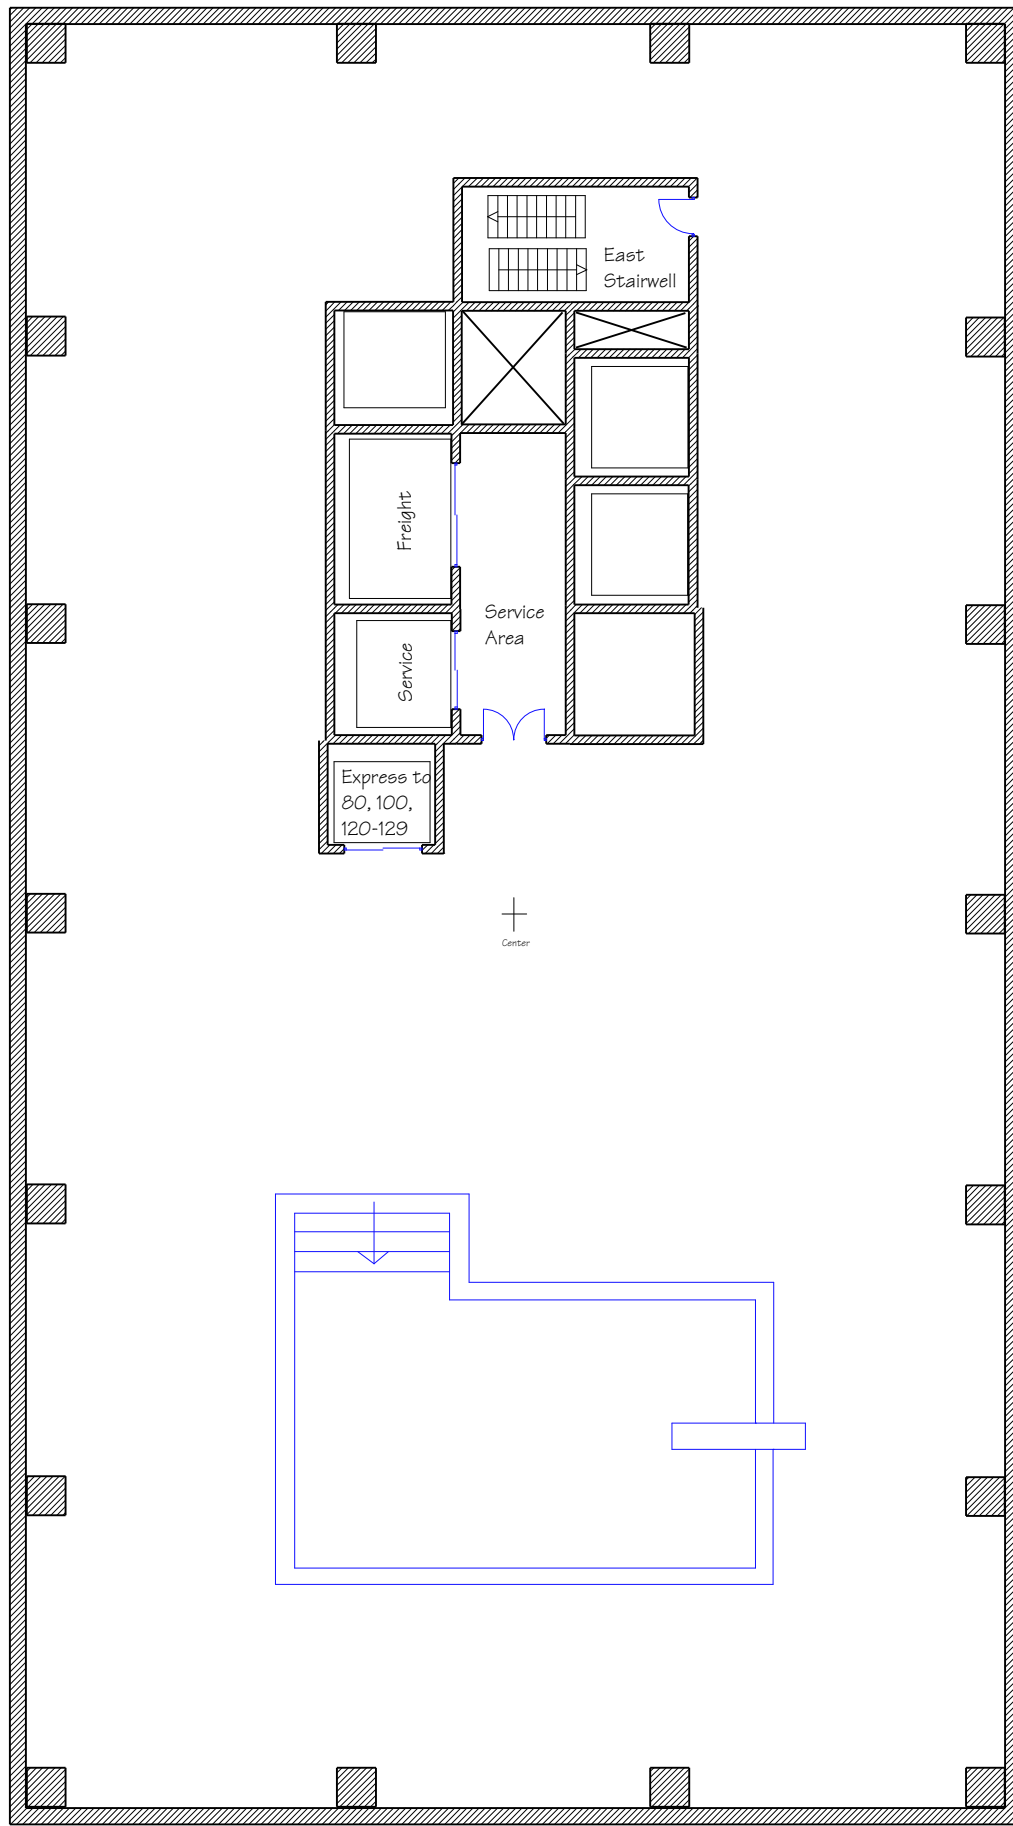 East
Stairwell
Freight
Service
Area
Service
Express to
80, 100,
120-129
Center